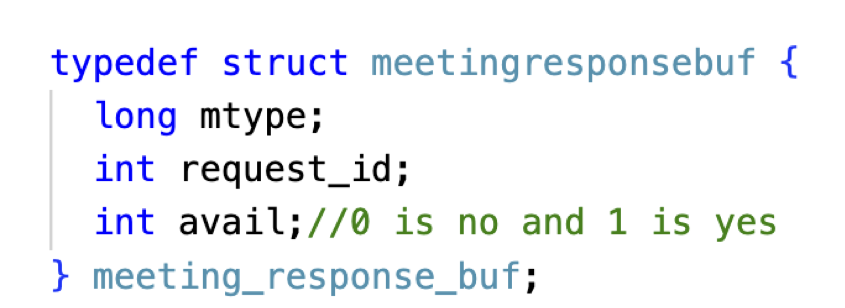 typedef struct meetingresponsebuf {
long mtype;
int request_id;
int avail;//0 is no and 1 is yes
} meeting_response_buf;